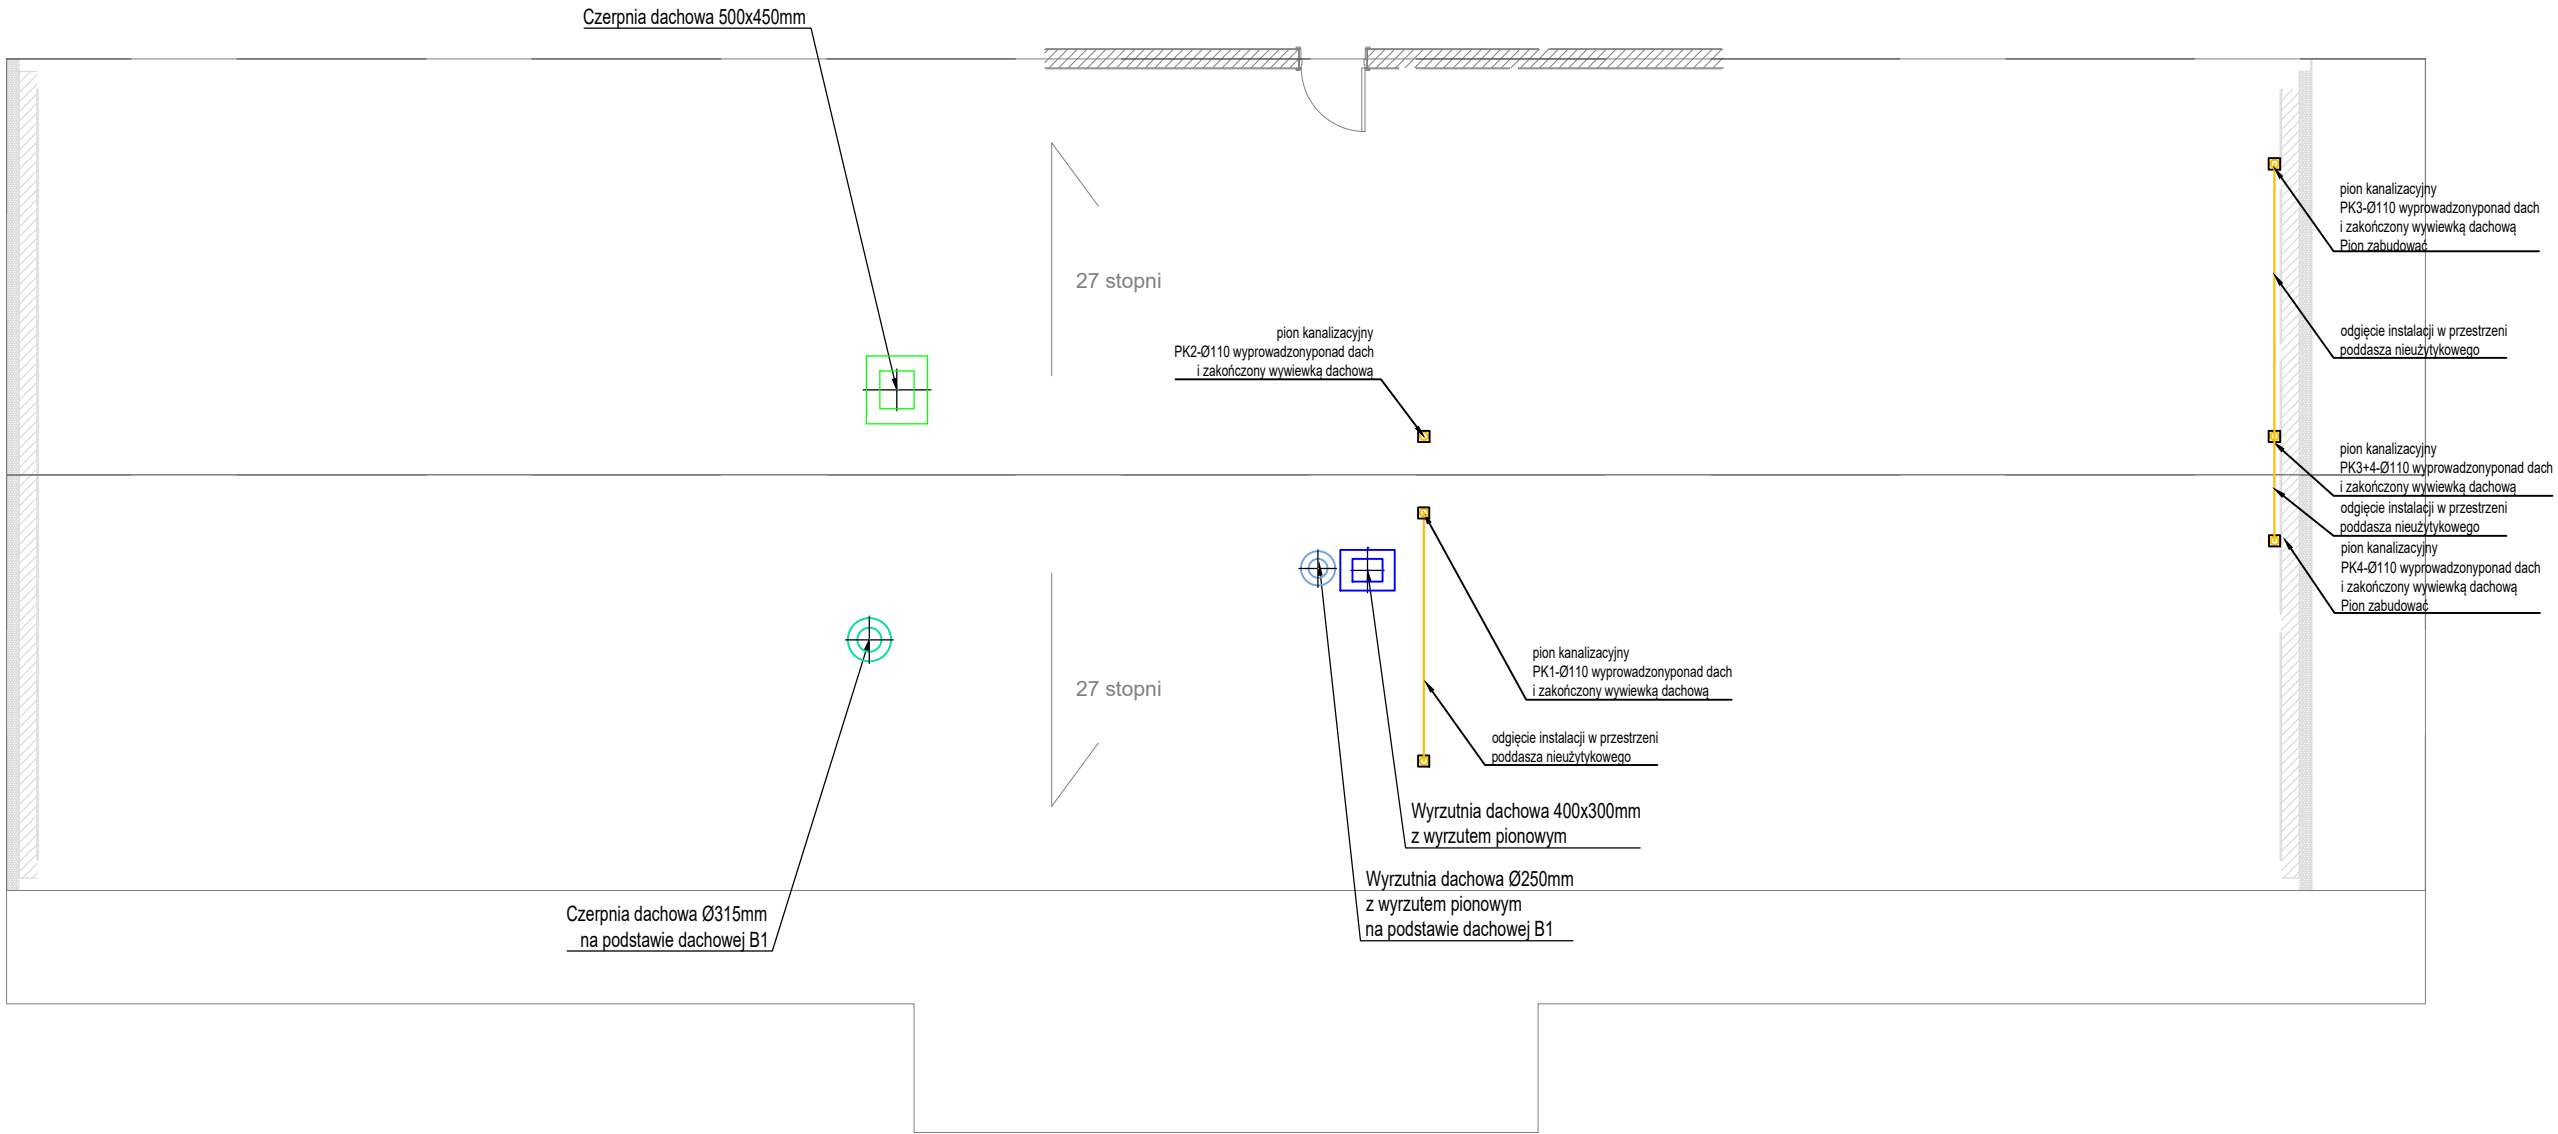 Czerpnia dachowa 500x450mm
pion kanalizacyjny
PK3-Ø110 wyprowadzonyponad dach
i zakończony wywiewką dachową
Pion zabudować
27 stopni
pion kanalizacyjny
PK2-Ø110 wyprowadzonyponad dach
i zakończony wywiewką dachową
odgięcie instalacji w przestrzeni
poddasza nieużytykowego
pion kanalizacyjny
PK3+4-Ø110 wyprowadzonyponad dach
i zakończony wywiewką dachową
odgięcie instalacji w przestrzeni
poddasza nieużytykowego
pion kanalizacyjny
PK4-Ø110 wyprowadzonyponad dach
i zakończony wywiewką dachową
Pion zabudować
27 stopni
pion kanalizacyjny
PK1-Ø110 wyprowadzonyponad dach
i zakończony wywiewką dachową
odgięcie instalacji w przestrzeni
poddasza nieużytykowego
Wyrzutnia dachowa 400x300mm
z wyrzutem pionowym
Wyrzutnia dachowa Ø250mm
z wyrzutem pionowym
na podstawie dachowej B1
Czerpnia dachowa Ø315mm
na podstawie dachowej B1